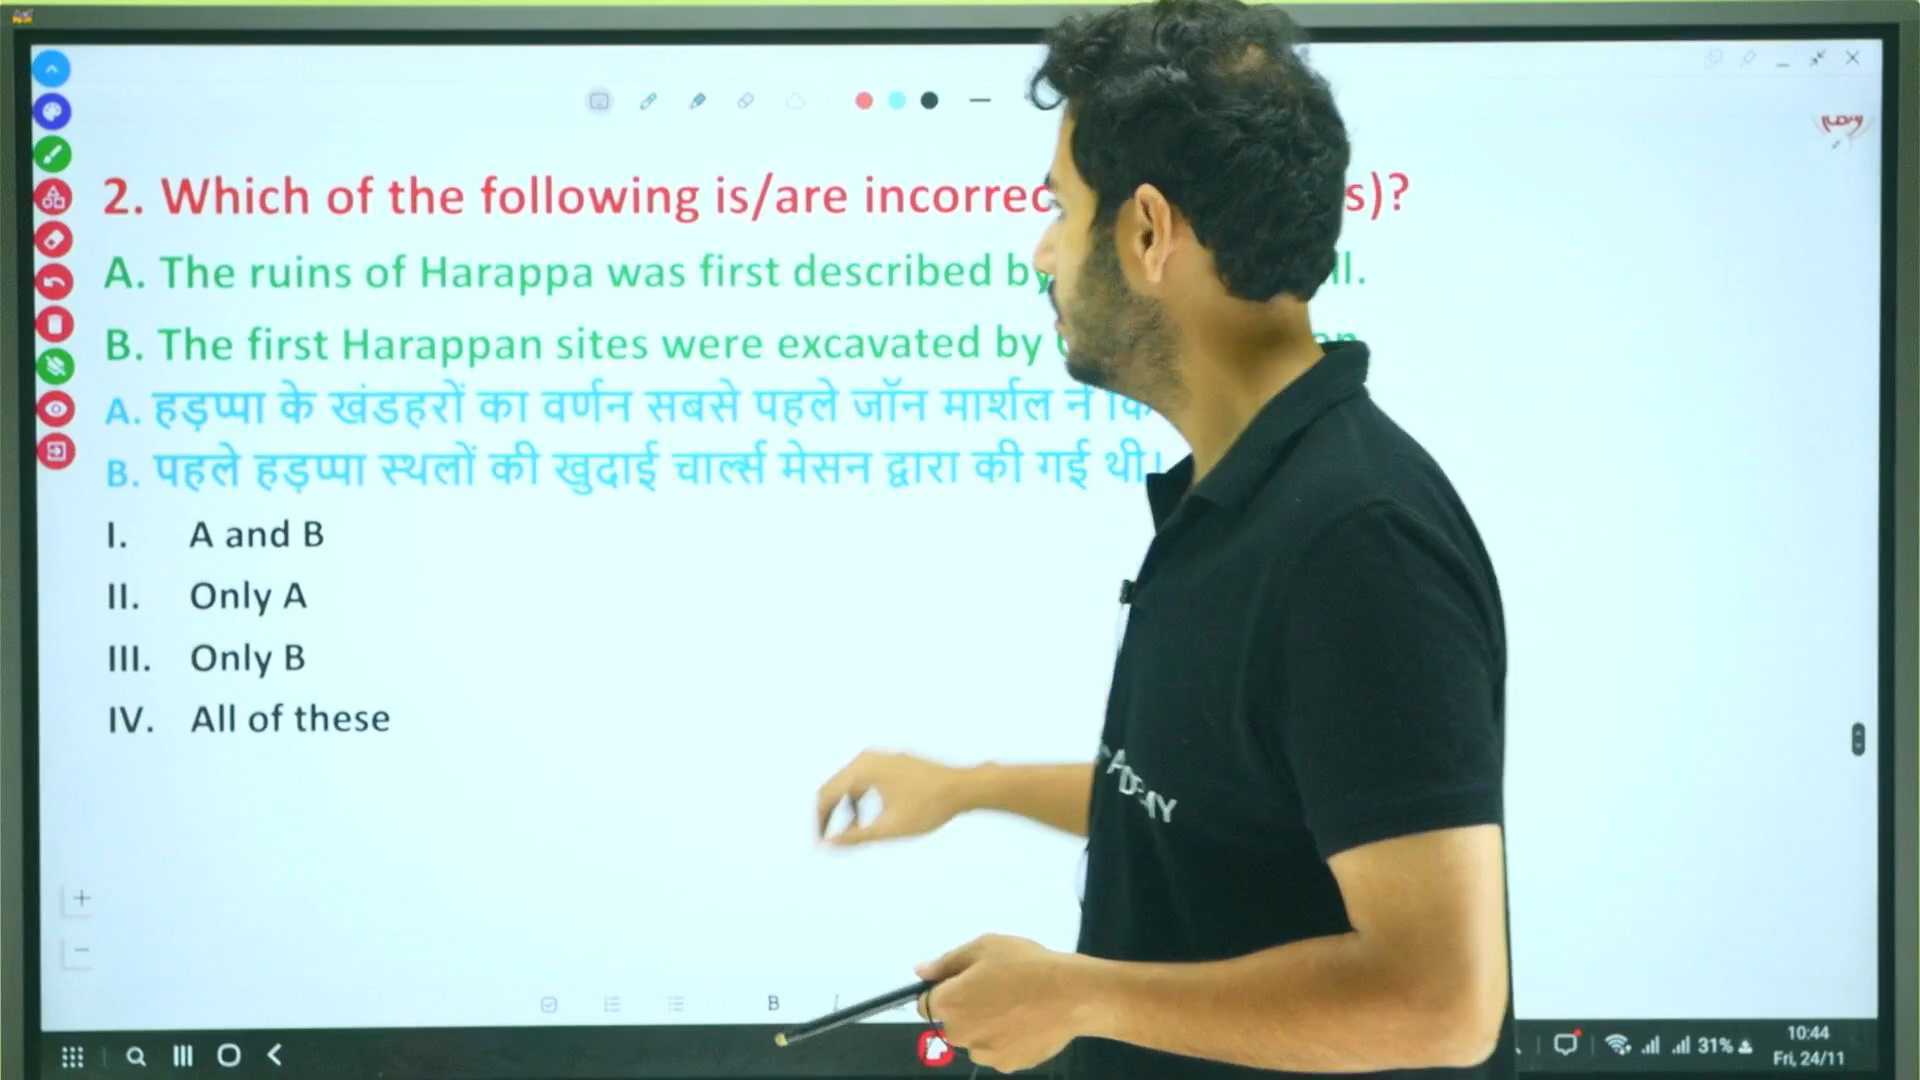 2. Which of the following is/are incorrec s)?
A. The ruins of Harappa was first described by ll.
B. The first Harappan sites were excavated by
A. हड़प्पा के खंडहरों का वर्णन सबसे पहले जॉन मार्शल ने
B. पहले हड़प्पा स्थलों की खुदाई चार्ल्स मेसन द्वारा की गई थी।
I. A and B
II. Only A
III. Only B
IV. All of these
B I
31%
10:44
Fri, 24/11